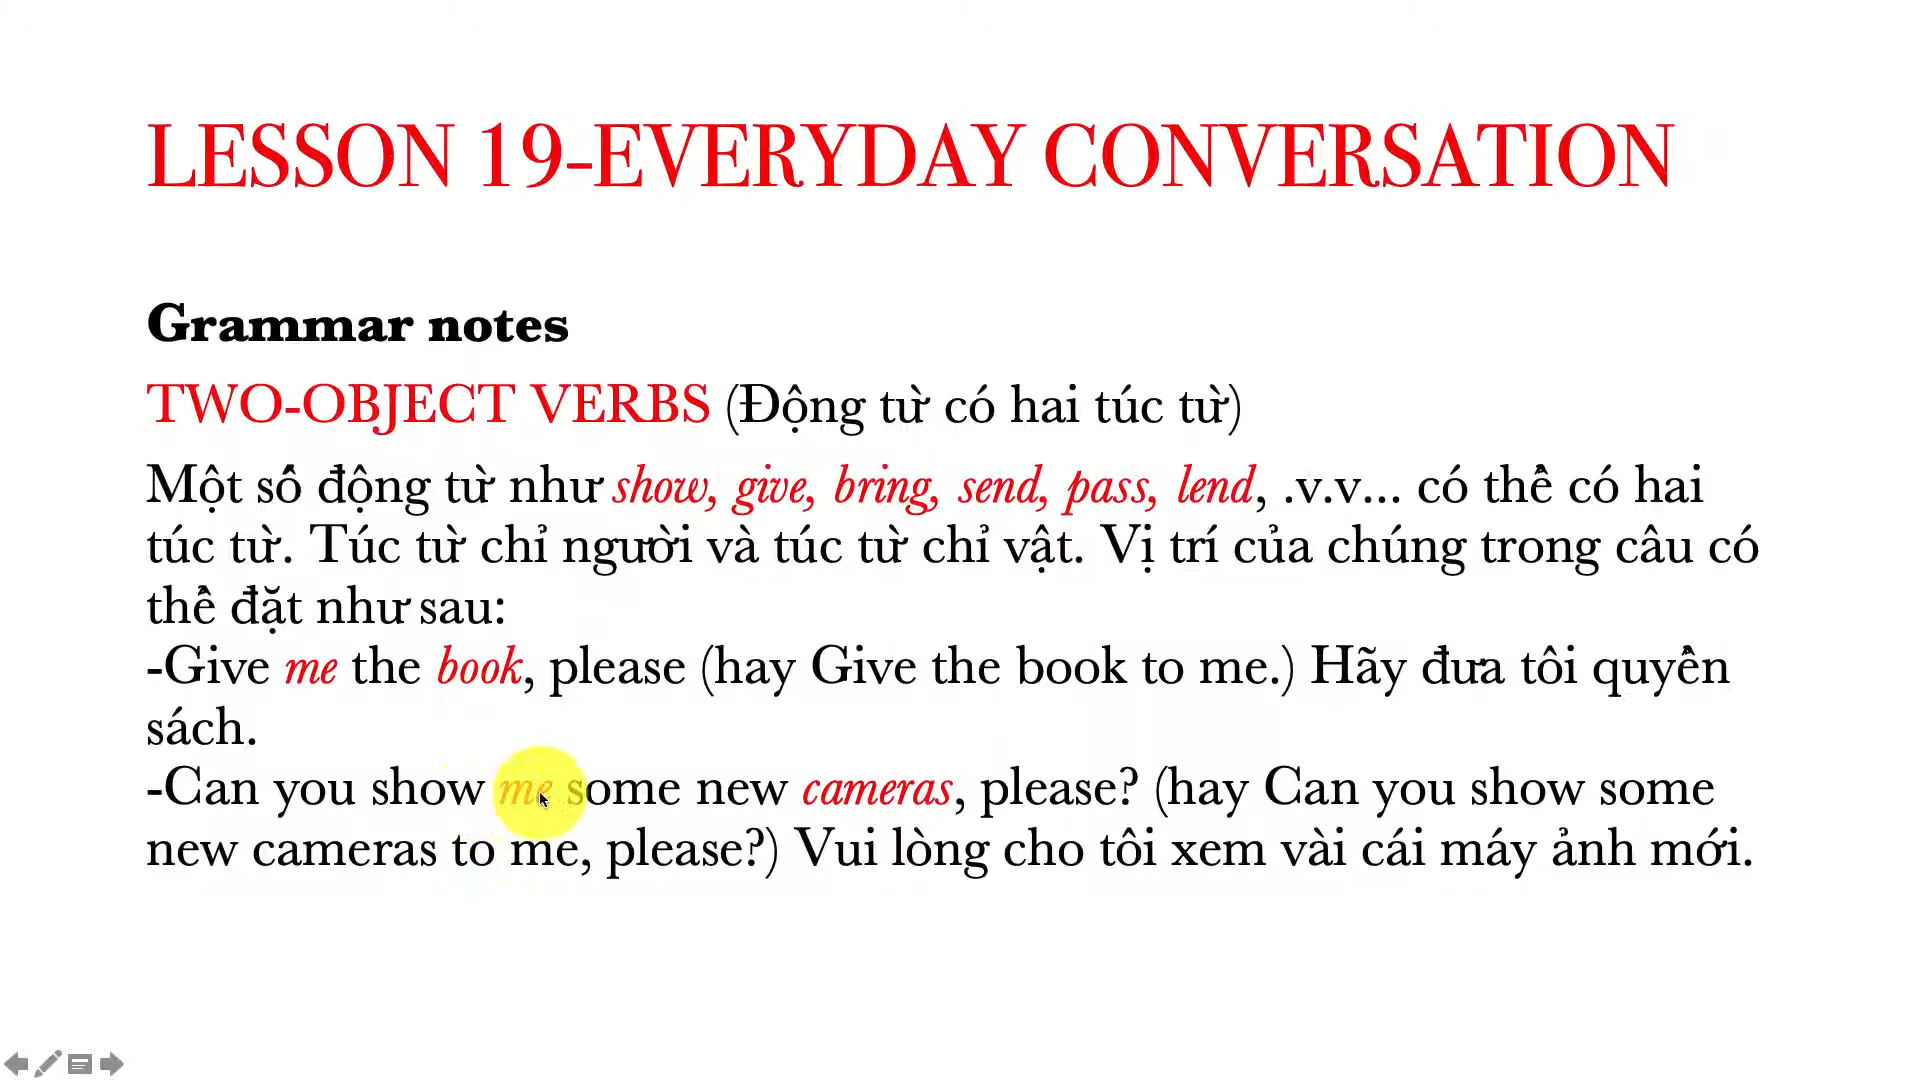 LESSON 19-EVERYDAY CONVERSATION
Grammar notes
TWO-OBJECT VERBS (Động từ có hai túc từ)
Một số động từ như show, give, bring, send, pass, lend, .v.v... có thể có hai
túc từ. Túc từ chỉ người và túc từ chỉ vật. Vị trí của chúng trong câu có
thể đặt như sau:
-Give me the book, please (hay Give the book to me.) Hãy đưa tôi quyển
sách.
-Can you show me some new cameras, please? (hay Can you show some
new cameras to me, please?) Vui lòng cho tôi xem vài cái máy ảnh mới.